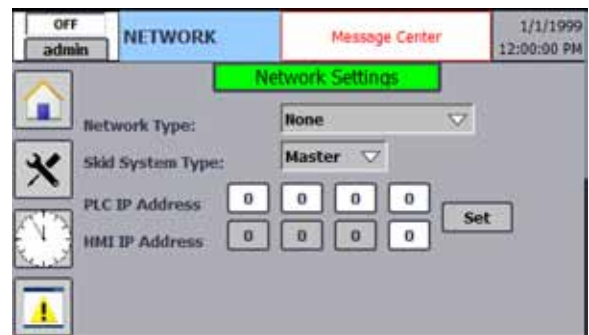 OFF
admin
NETWORK
Message Center
1/1/1999
12:00:00 PM
Network Settings
Network Type: None
Skid System Type: Master
PLC IP Address 0 0 0 0
Set
HMI IP Address 0 0 0 0